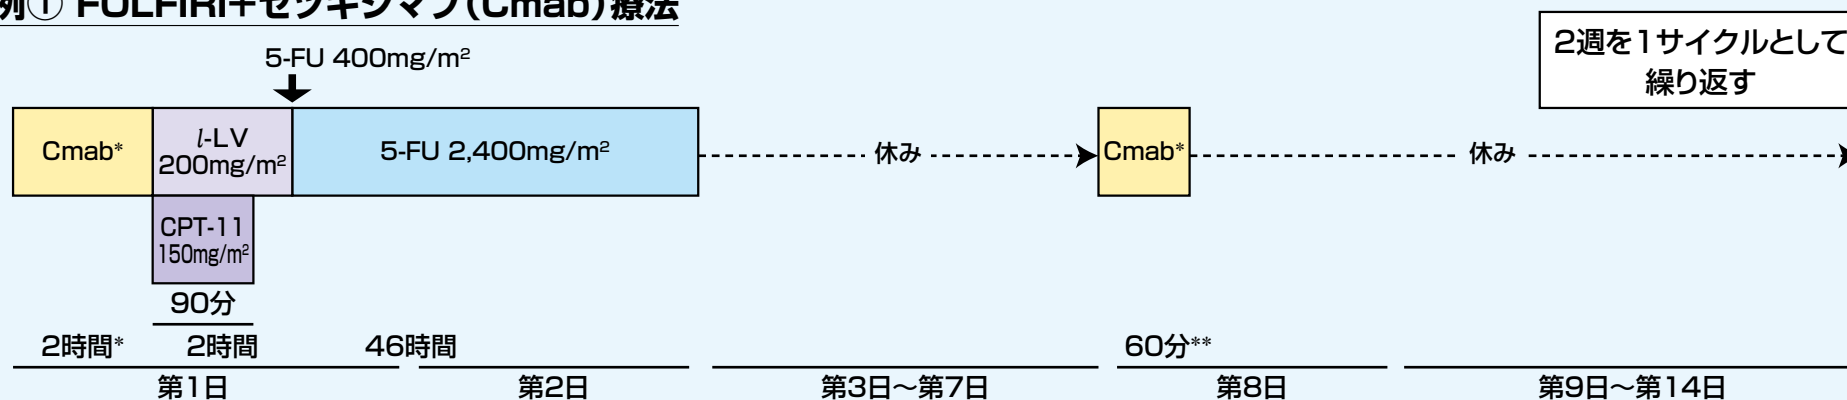 例① FOLFIRI+セツキシマブ(Cmab)療法
2週を1サイクルとして
繰り返す
5-FU 400mg/m²
Cmab*
l-LV
200mg/m²
5-FU 2,400mg/m²
休み
Cmab*
休み
CPT-11
150mg/m²
90分
2時間*
2時間
46時間
60分**
第1日
第2日
第3日～第7日
第8日
第9日～第14日